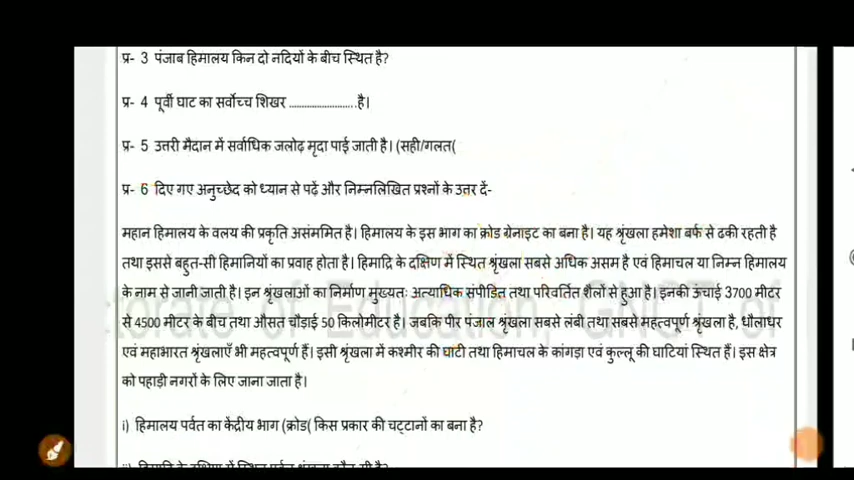 प्र- 3 पंजाब हिमालय किन दो नदियों के बीच स्थित है?
प्र- 4 पूर्वी घाट का सर्वोच्च शिखर .........................है।
प्र- 5 उत्तरी मैदान में सर्वाधिक जलोढ़ मृदा पाई जाती है। (सही/गलत(
प्र- 6 दिए गए अनुच्छेद को ध्यान से पढ़ें और निम्नलिखित प्रश्नों के उत्तर दें-
महान हिमालय के वलय की प्रकृति असंममित है। हिमालय के इस भाग का क्रोड ग्रेनाइट का बना है। यह श्रृंखला हमेशा बर्फ से ढकी रहती है
तथा इससे बहुत-सी हिमानियों का प्रवाह होता है। हिमाद्रि के दक्षिण में स्थित श्रृंखला सबसे अधिक असम है एवं हिमाचल या निम्न हिमालय
के नाम से जानी जाती है। इन श्रृंखलाओं का निर्माण मुख्यतः अत्याधिक संपीडित तथा परिवर्तित शैलों से हुआ है। इनकी ऊंचाई 3700 मीटर
से 4500 मीटर के बीच तथा औसत चौड़ाई 50 किलोमीटर है। जबकि पीर पंजाल श्रृंखला सबसे लंबी तथा सबसे महत्वपूर्ण श्रृंखला है, धौलाधर
एवं महाभारत श्रृंखलाएँ भी महत्वपूर्ण हैं। इसी श्रृंखला में कश्मीर की घाटी तथा हिमाचल के कांगड़ा एवं कुल्लू की घाटियां स्थित हैं। इस क्षेत्र
को पहाड़ी नगरों के लिए जाना जाता है।
i) हिमालय पर्वत का केंद्रीय भाग (क्रोड( किस प्रकार की चट्टानों का बना है?